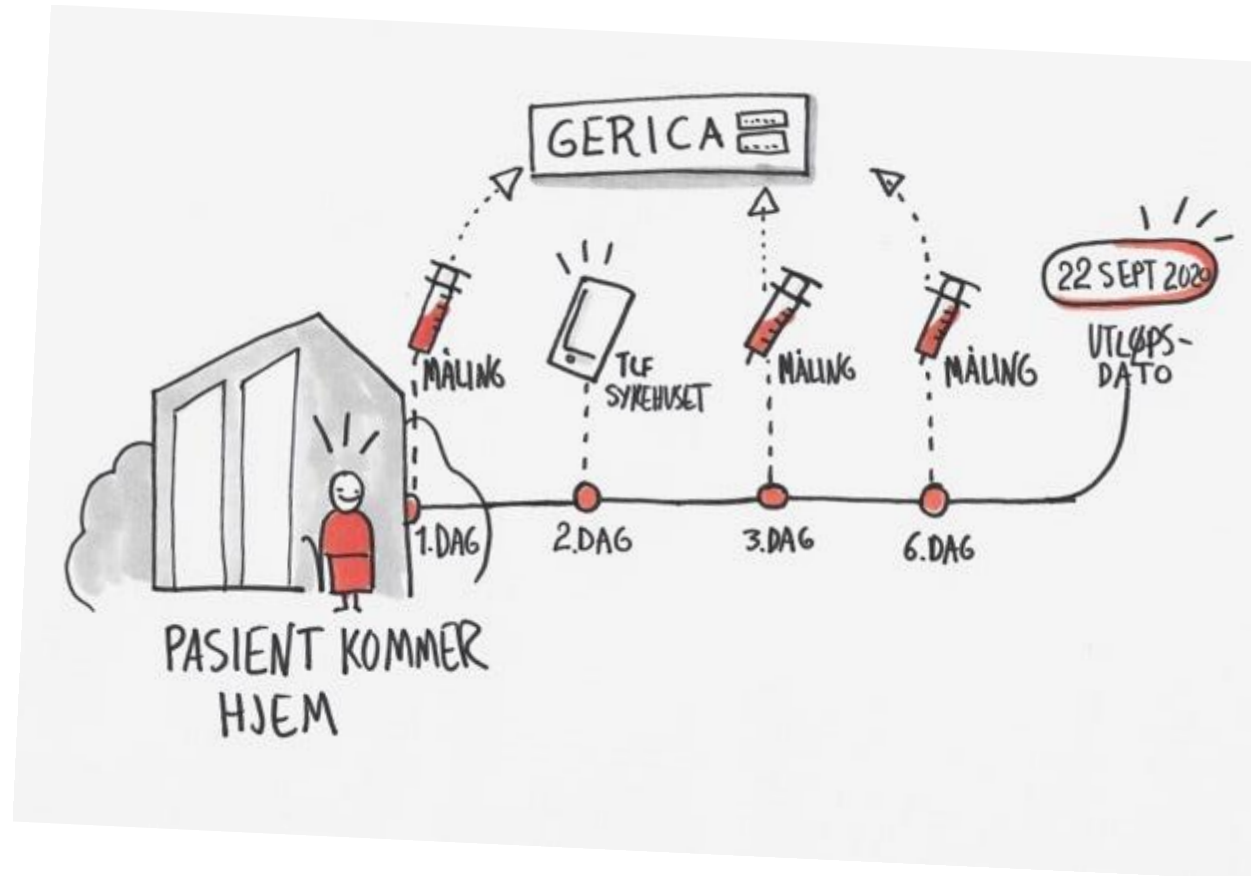 GERICA
MÅLING
TLF
SYKEHUSET
MÅLING
MÅLING
22 SEPT 2020
UTLØPS-
DATO
1.DAG
2.DAG
3.DAG
6.DAG
PASIENT KOMMER
HJEM